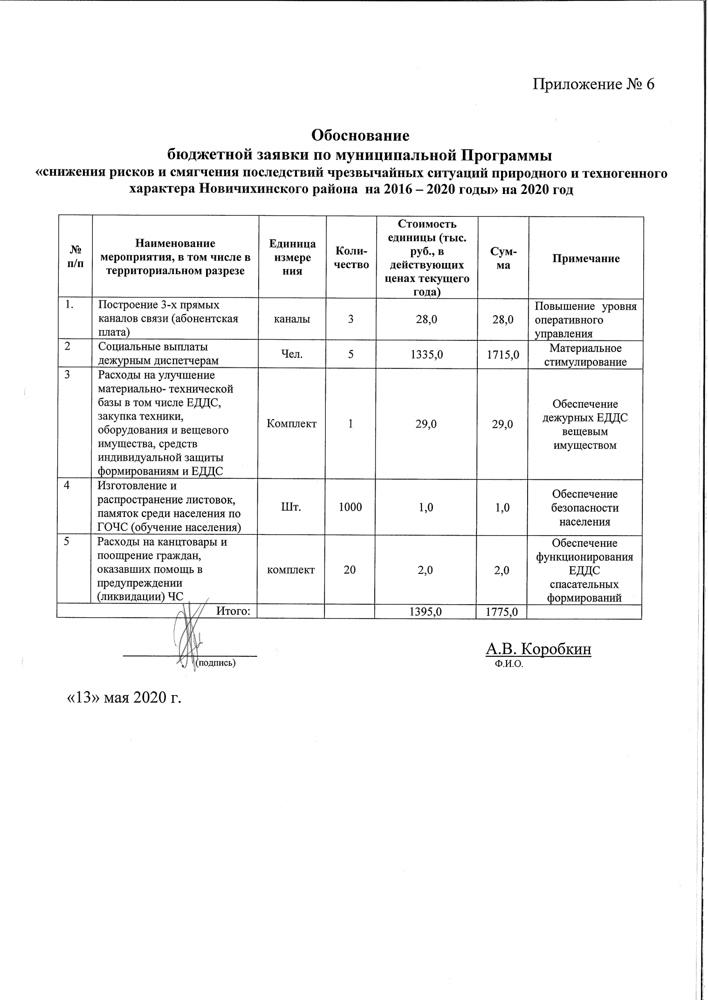 Приложение № 6
Обоснование
бюджетной заявки по муниципальной Программы
«снижения рисков и смягчения последствий чрезвычайных ситуаций природного и техногенного
характера Новичихинского района на 2016 – 2020 годы» на 2020 год
№
п/п
Наименование
мероприятия, в том числе в
территориальном разрезе
Единица
измере
ния
Коли-
чество
Стоимость
единицы (тыс.
руб., в
действующих
ценах текущего
года)
Сум-
ма
Примечание
1.
Построение 3-х прямых
каналов связи (абонентская
плата)
каналы
3
28,0
28,0
Повышение уровня
оперативного
управления
2
Социальные выплаты
дежурным диспетчерам
Чел.
5
1335,0
1715,0
Материальное
стимулирование
3
Расходы на улучшение
материально- технической
базы в том числе ЕДДС,
закупка техники,
оборудования и вещевого
имущества, средств
индивидуальной защиты
формированиям и ЕДДС
Комплект
1
29,0
29,0
Обеспечение
дежурных ЕДДС
вещевым
имуществом
4
Изготовление и
распространение листовок,
памяток среди населения по
ГОЧС (обучение населения)
Шт.
1000
1,0
1,0
Обеспечение
безопасности
населения
5
Расходы на канцтовары и
поощрение граждан,
оказавших помощь в
предупреждении
(ликвидации) ЧС
комплект
20
2,0
2,0
Обеспечение
функционирования
ЕДДС
спасательных
формирований
Итого:
1395,0
1775,0
А.В. Коробкин
(подпись)
Ф.И.О.
«13» мая 2020 г.